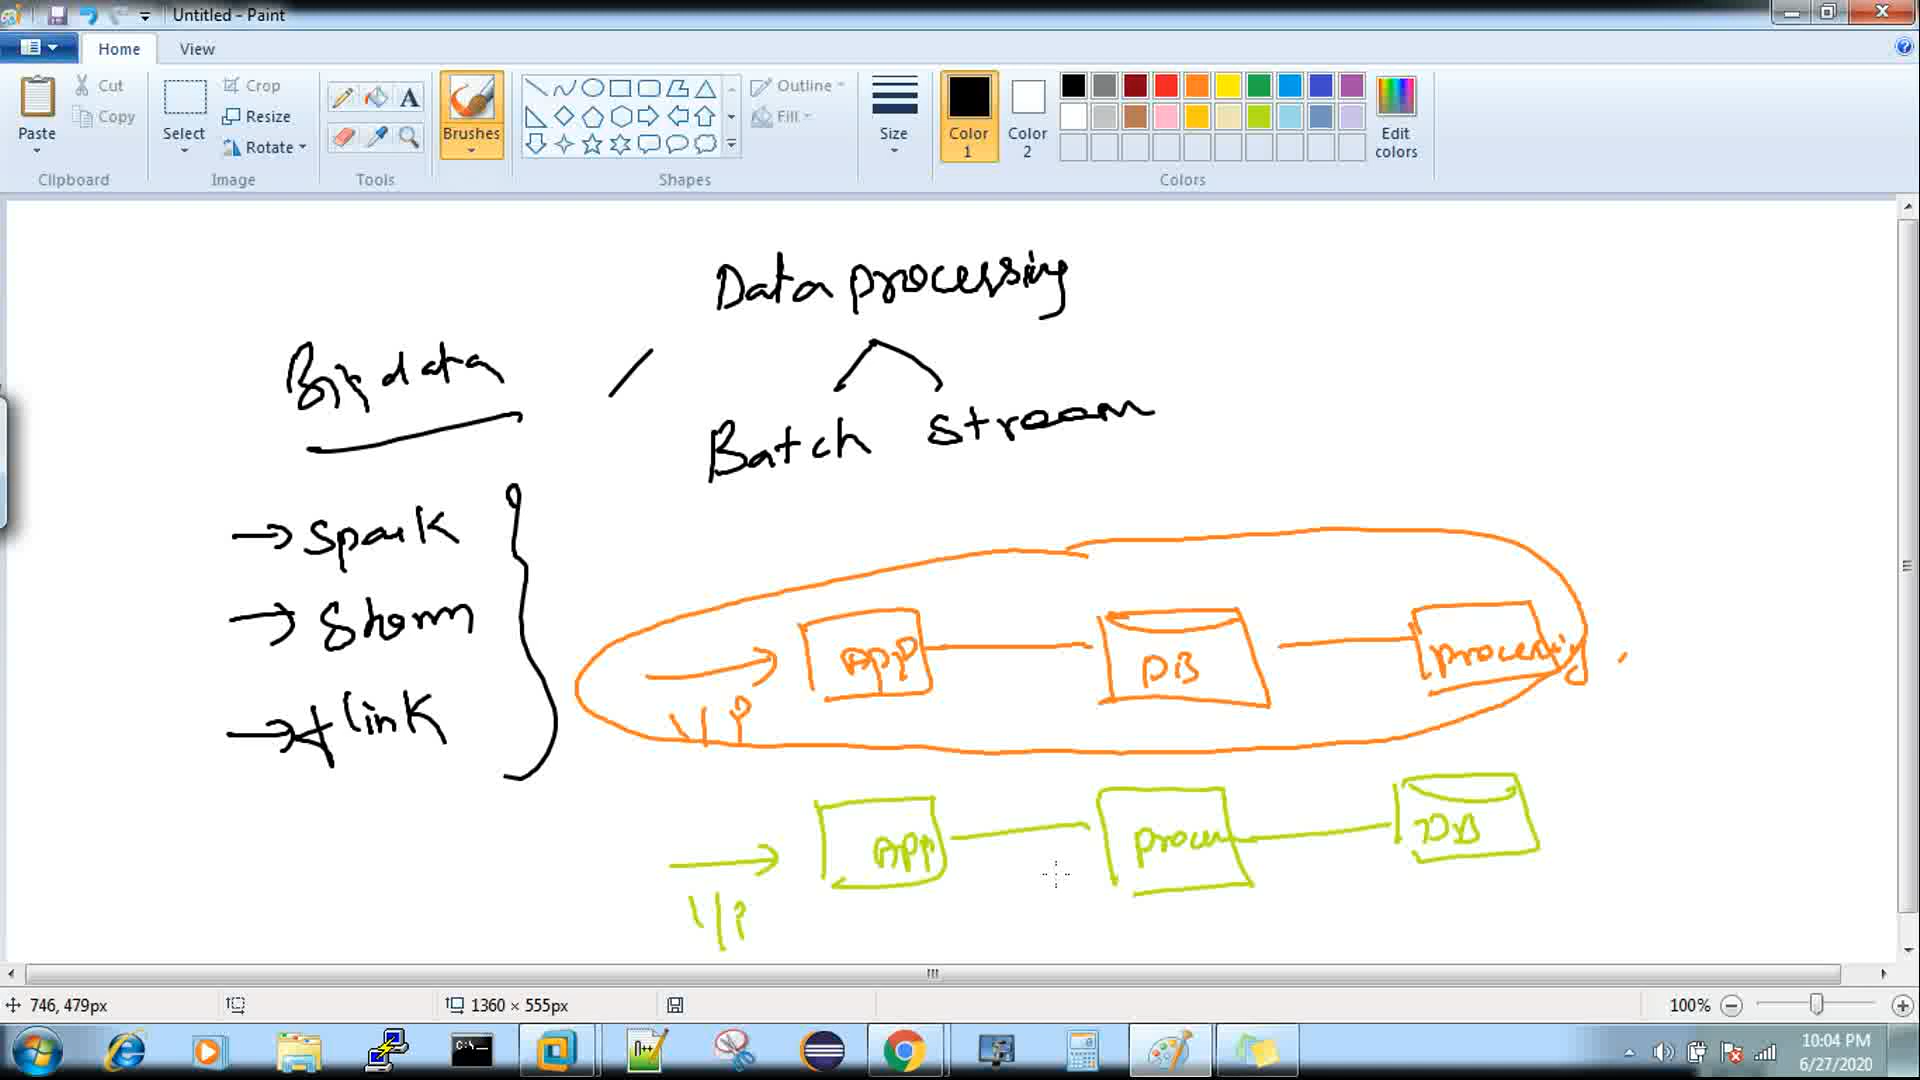 Untitled - Paint
Home View
Paste
Cut
Copy
Clipboard
Select
Crop
Resize
Rotate
Image
Tools
Brushes
Shapes
Outline
Fill
Size
Color 1
Color 2
Edit colors
Colors
Data processing
Big data
Batch stream
→ Spark
→ Storm
→ flink
I/P
APP
DB
processing
I/P
APP
Proces
DB
746, 479px
1360 × 555px
100%
10:04 PM
6/27/2020